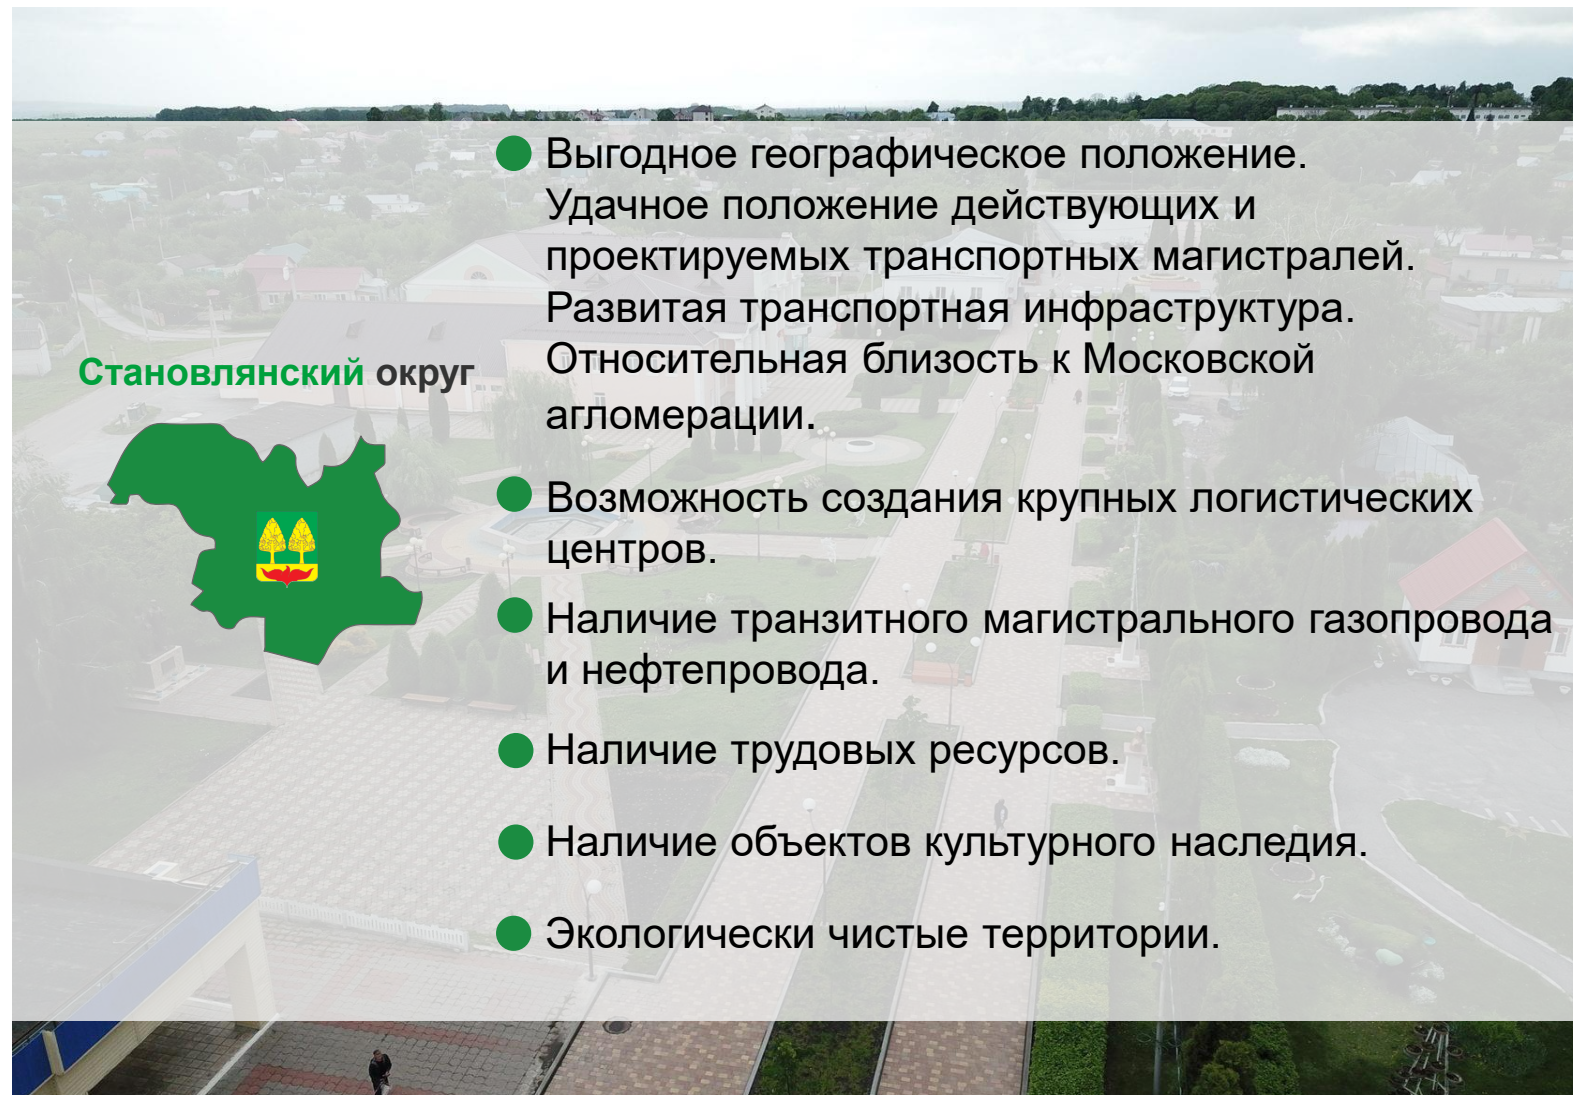 Выгодное географическое положение.
Удачное положение действующих и
проектируемых транспортных магистралей.
Развитая транспортная инфраструктура.
Относительная близость к Московской
агломерации.
Становлянский округ
Возможность создания крупных логистических
центров.
Наличие транзитного магистрального газопровода
и нефтепровода.
Наличие трудовых ресурсов.
Наличие объектов культурного наследия.
Экологически чистые территории.